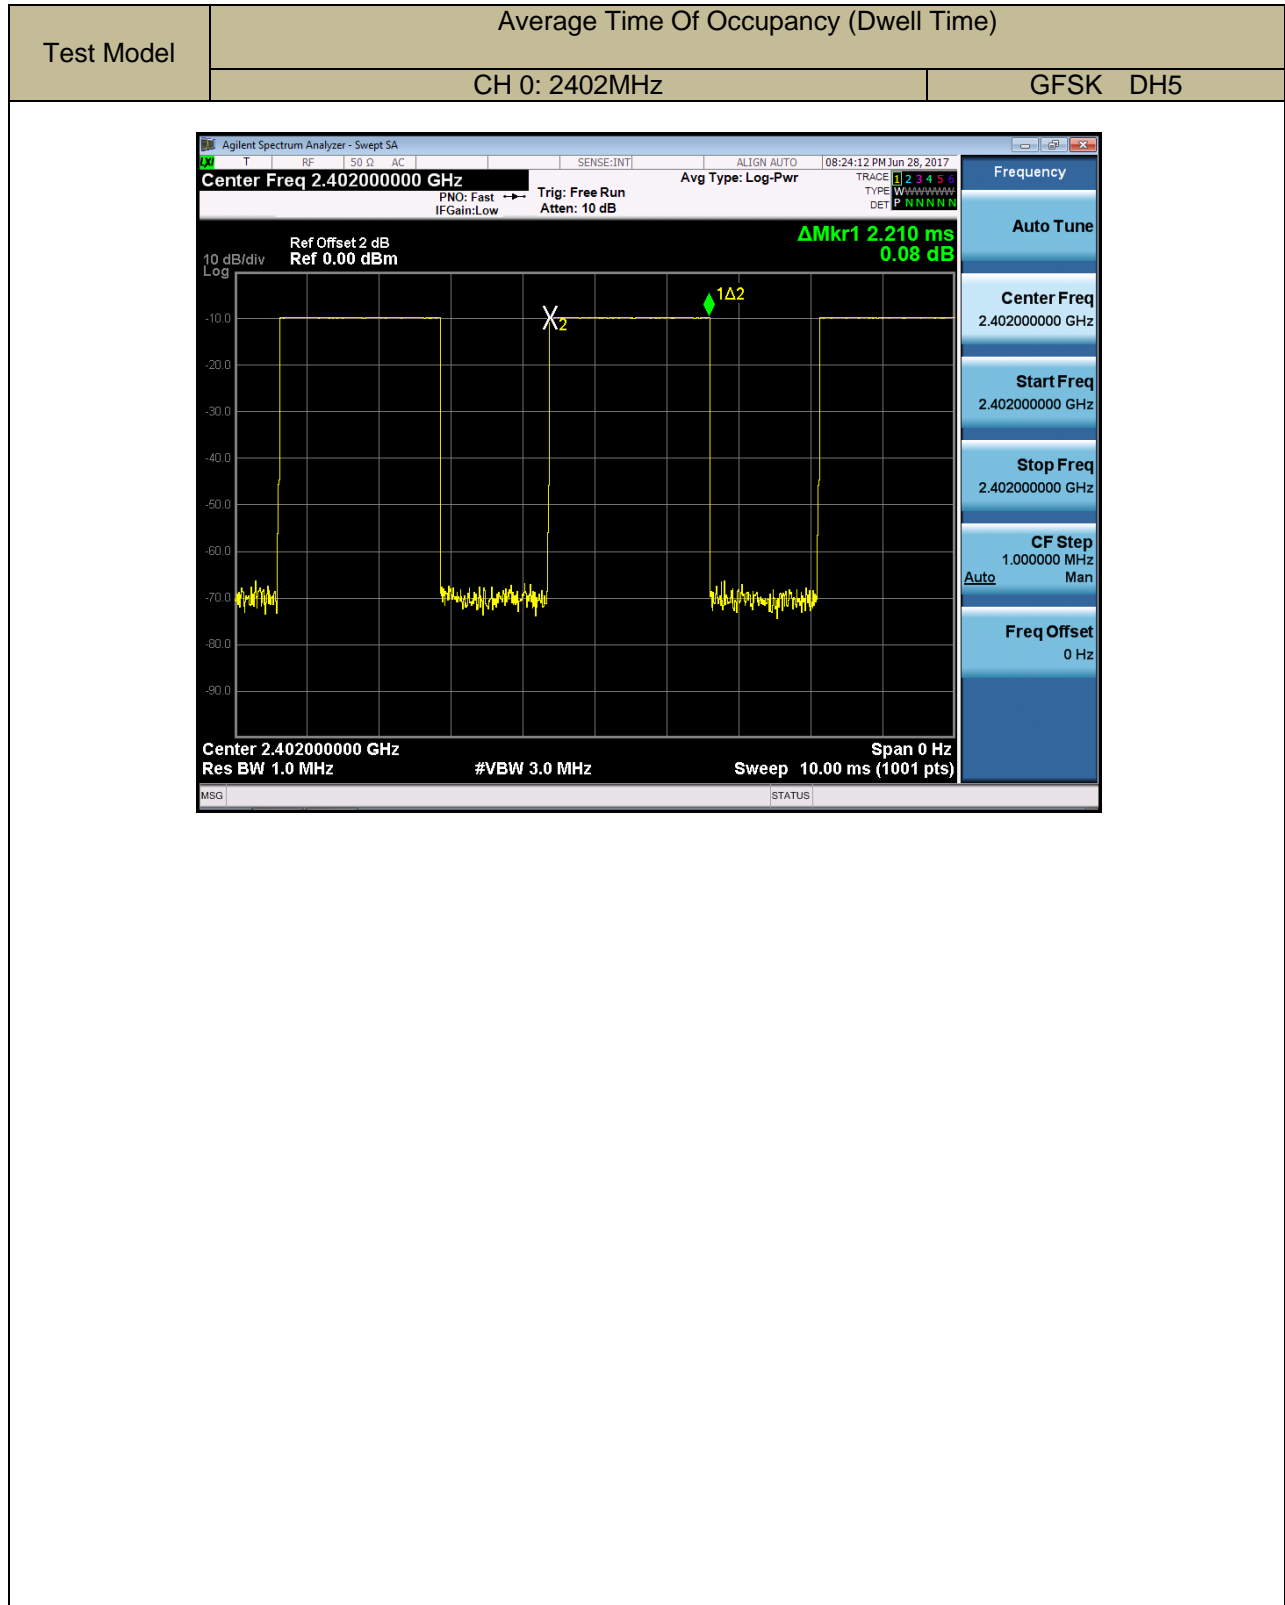 Test Model
Average Time Of Occupancy (Dwell Time)
CH 0: 2402MHz
GFSK DH5
Agilent Spectrum Analyzer - Swept SA
LXI T RF 50 Ω AC SENSE:INT ALIGN AUTO 08:24:12 PM Jun 28, 2017
Center Freq 2.402000000 GHz
PNO: Fast
IFGain:Low
Trig: Free Run
Atten: 10 dB
Avg Type: Log-Pwr
TRACE 1 2 3 4 5 6
TYPE WWWWWW
DET P N N N N N
Ref Offset 2 dB
10 dB/div Ref 0.00 dBm
Log
ΔMkr1 2.210 ms
0.08 dB
1Δ2
X2
-10.0
-20.0
-30.0
-40.0
-50.0
-60.0
-70.0
-80.0
-90.0
Center 2.402000000 GHz Span 0 Hz
Res BW 1.0 MHz #VBW 3.0 MHz Sweep 10.00 ms (1001 pts)
MSG STATUS
Frequency
Auto Tune
Center Freq
2.402000000 GHz
Start Freq
2.402000000 GHz
Stop Freq
2.402000000 GHz
CF Step
1.000000 MHz
Auto Man
Freq Offset
0 Hz